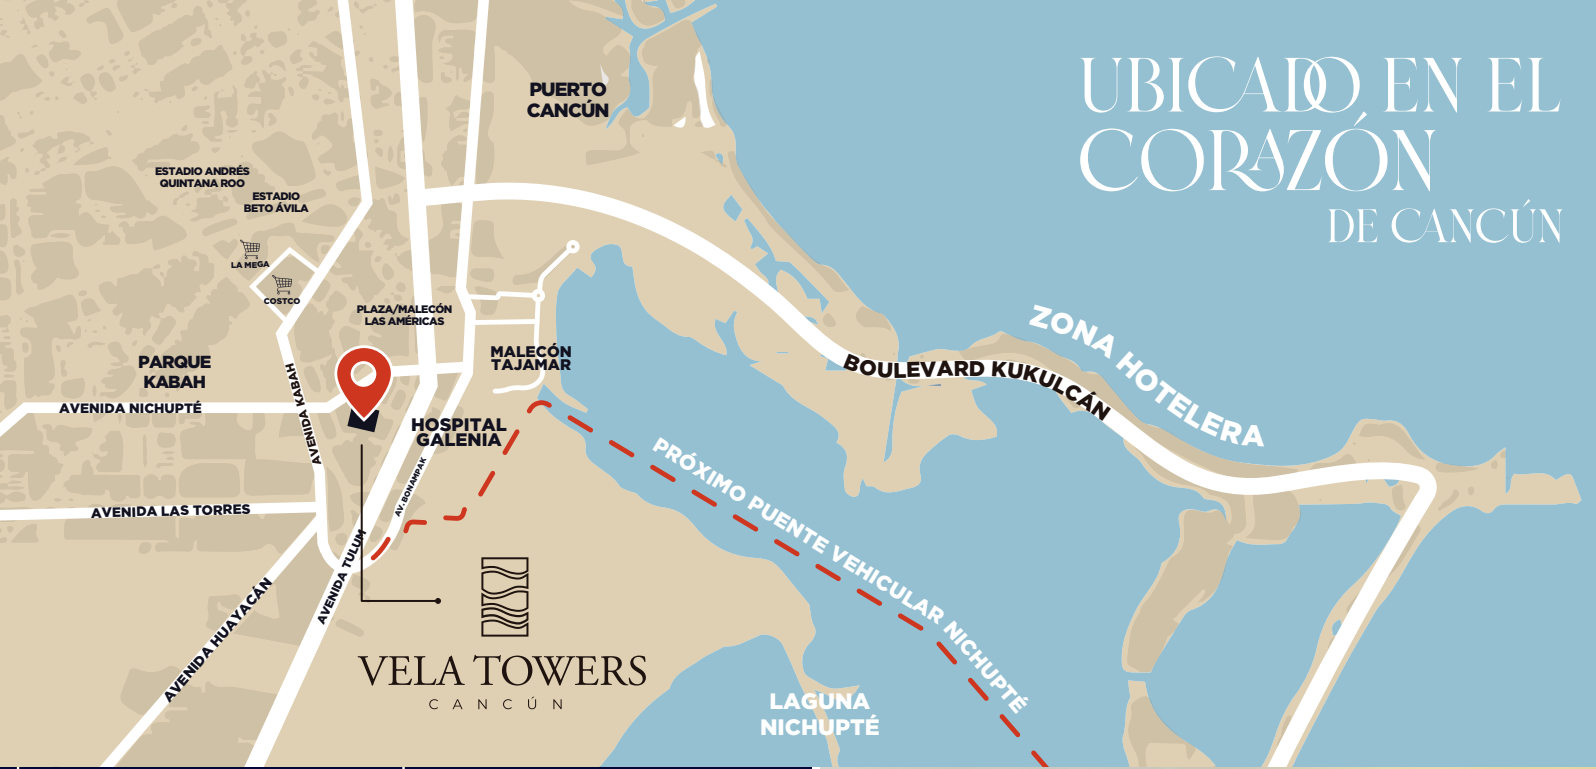 UBICADO EN EL
CORAZÓN
DE CANCÚN
PUERTO
CANCÚN
ESTADIO ANDRÉS
QUINTANA ROO
ESTADIO
BETO ÁVILA
LA MEGA
COSTCO
PLAZA/MALECÓN
LAS AMÉRICAS
MALECÓN
TAJAMAR
PARQUE
KABAH
AVENIDA NICHUPTÉ
AVENIDA KABAH
HOSPITAL
GALENIA
AV. BONAMPAK
AVENIDA LAS TORRES
AVENIDA TULUM
AVENIDA HUAYACÁN
BOULEVARD KUKULCÁN
ZONA HOTELERA
PRÓXIMO PUENTE VEHICULAR NICHUPTÉ
VELA TOWERS
CANCÚN
LAGUNA
NICHUPTÉ